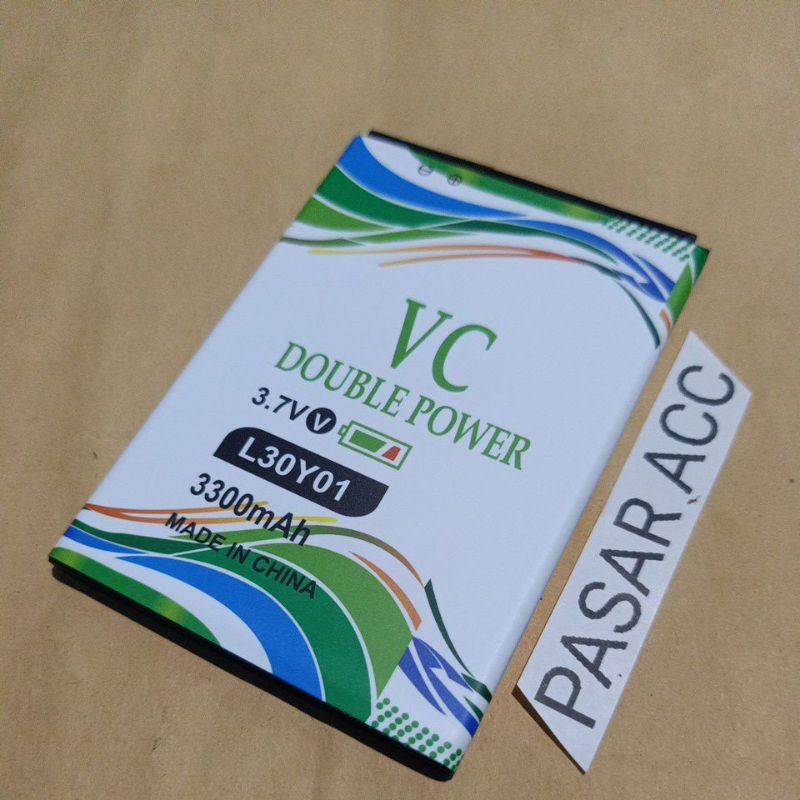 ⊖ ⊕
VC
DOUBLE POWER
3.7V V
L30Y01
3300mAh
MADE IN CHINA
PASAR ACC